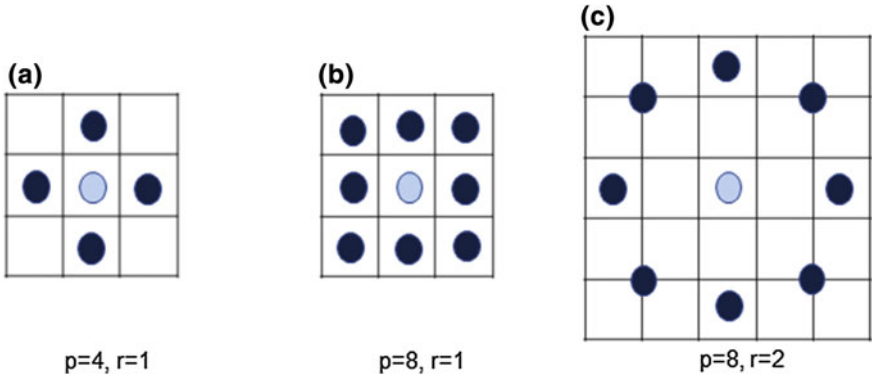 (a)
(b)
(c)
p=4, r=1
p=8, r=1
p=8, r=2